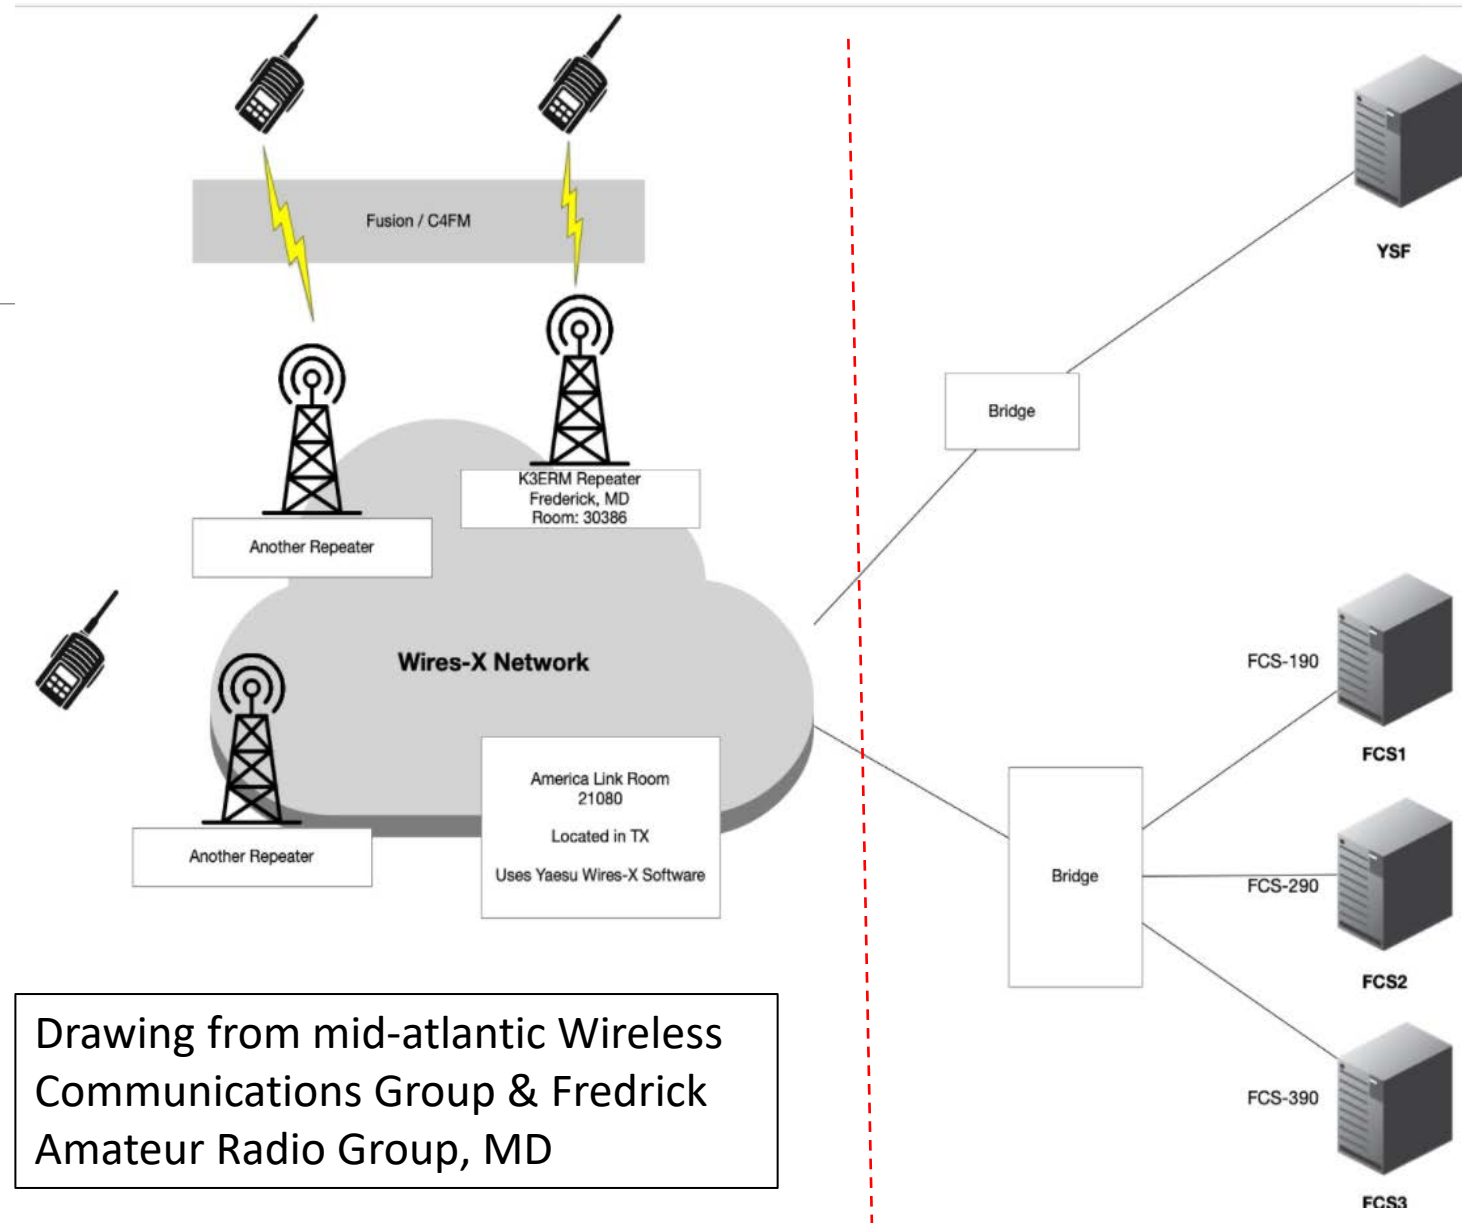 Fusion / C4FM
YSF
Bridge
K3ERM Repeater
Frederick, MD
Room: 30386
Another Repeater
Wires-X Network
FCS-190
FCS1
America Link Room
21080
Located in TX
Uses Yaesu Wires-X Software
Another Repeater
Bridge
FCS-290
FCS2
FCS-390
FCS3
Drawing from mid-atlantic Wireless
Communications Group & Fredrick
Amateur Radio Group, MD